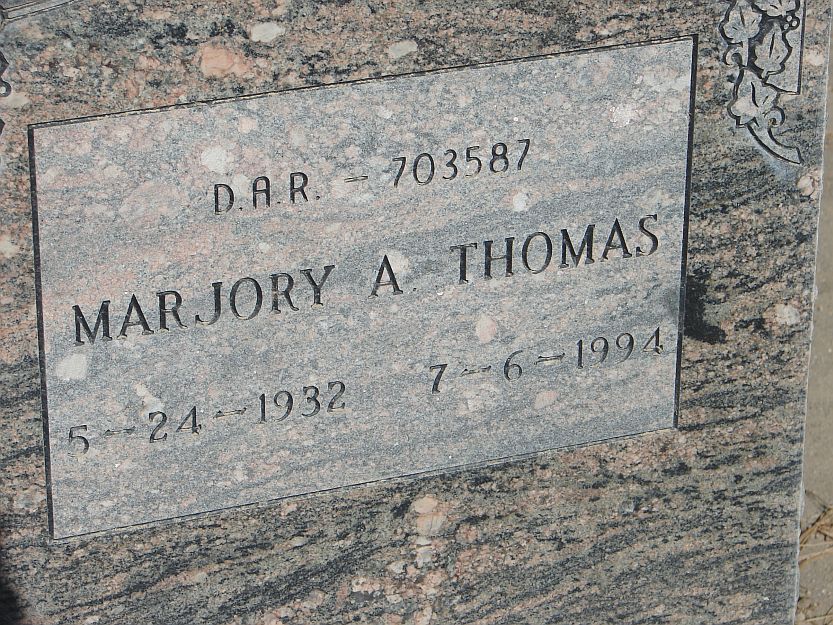 D.A.R. – 703587
MARJORY A. THOMAS
5–24–1932 7–6–1994